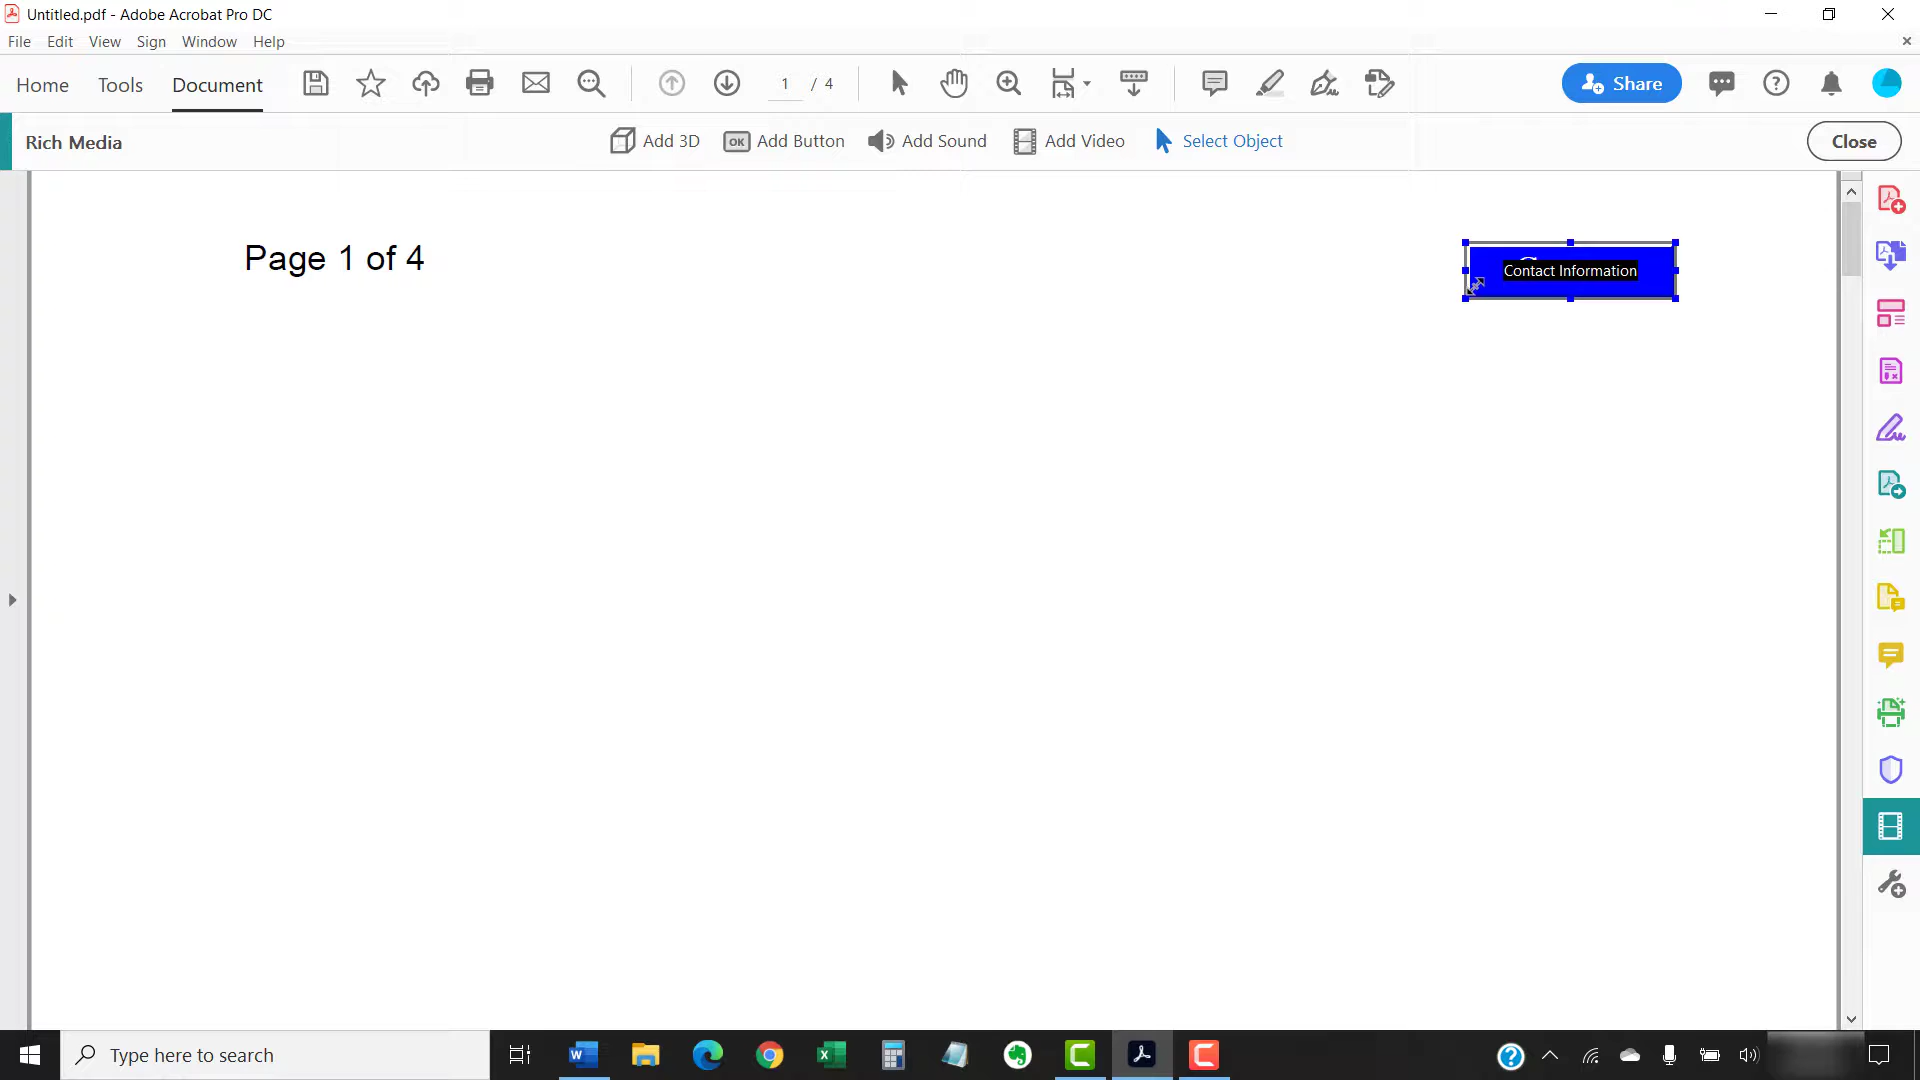 Untitled.pdf - Adobe Acrobat Pro DC
File Edit View Sign Window Help
Home Tools Document 1 / 4 Share
Rich Media Add 3D OK Add Button Add Sound Add Video Select Object Close
Page 1 of 4
Contact Information
Type here to search